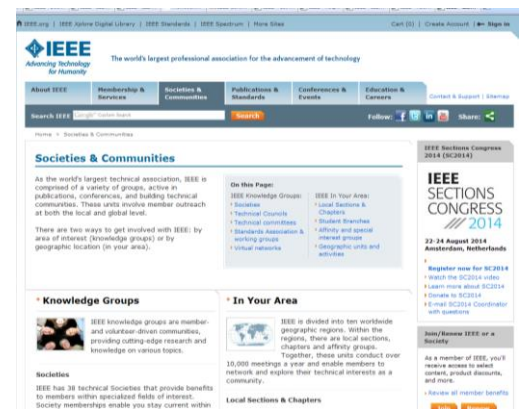 IEEE.org | IEEE Xplore Digital Library | IEEE Standards | IEEE Spectrum | More Sites
Cart (0) | Create Account | Sign In
IEEE
Advancing Technology
for Humanity
The world's largest professional association for the advancement of technology
About IEEE
Membership &
Services
Societies &
Communities
Publications &
Standards
Conferences &
Events
Education &
Careers
Contact & Support | Sitemap
Search IEEE
Search
Follow:
Share:
Home > Societies & Communities
Societies & Communities
As the world's largest technical association, IEEE is
comprised of a variety of groups, active in
publications, conferences, and building technical
communities. These units involve member outreach
at both the local and global level.
There are two ways to get involved with IEEE: by
area of interest (knowledge groups) or by
geographic location (in your area).
On this Page:
IEEE Knowledge Groups:
Societies
Technical Councils
Technical committees
Standards Association &
working groups
Virtual networks
IEEE In Your Area:
Local Sections &
Chapters
Student Branches
Affinity and special
interest groups
Geographic units and
activities
Knowledge Groups
IEEE knowledge groups are member-
and volunteer-driven communities,
providing cutting-edge research and
knowledge on various topics.
Societies
IEEE has 38 technical Societies that provide benefits
to members within specialized fields of interest.
Society memberships enable you stay current within
In Your Area
IEEE is divided into ten worldwide
geographic regions. Within the
regions, there are local sections,
chapters and affinity groups.
Together, these units conduct over
10,000 meetings a year and enable members to
network and explore their technical interests as a
community.
Local Sections & Chapters
IEEE Sections Congress
2014 (SC2014)
IEEE
SECTIONS
CONGRESS
/// 2014
22-24 August 2014
Amsterdam, Netherlands
Register now for SC2014
Watch the SC2014 video
Learn more about SC2014
Donate to SC2014
E-mail SC2014 Coordinator
with questions
Join/Renew IEEE or a
Society
As a member of IEEE, you'll
receive access to select
content, product discounts,
and more.
Review all member benefits
Join
Renew